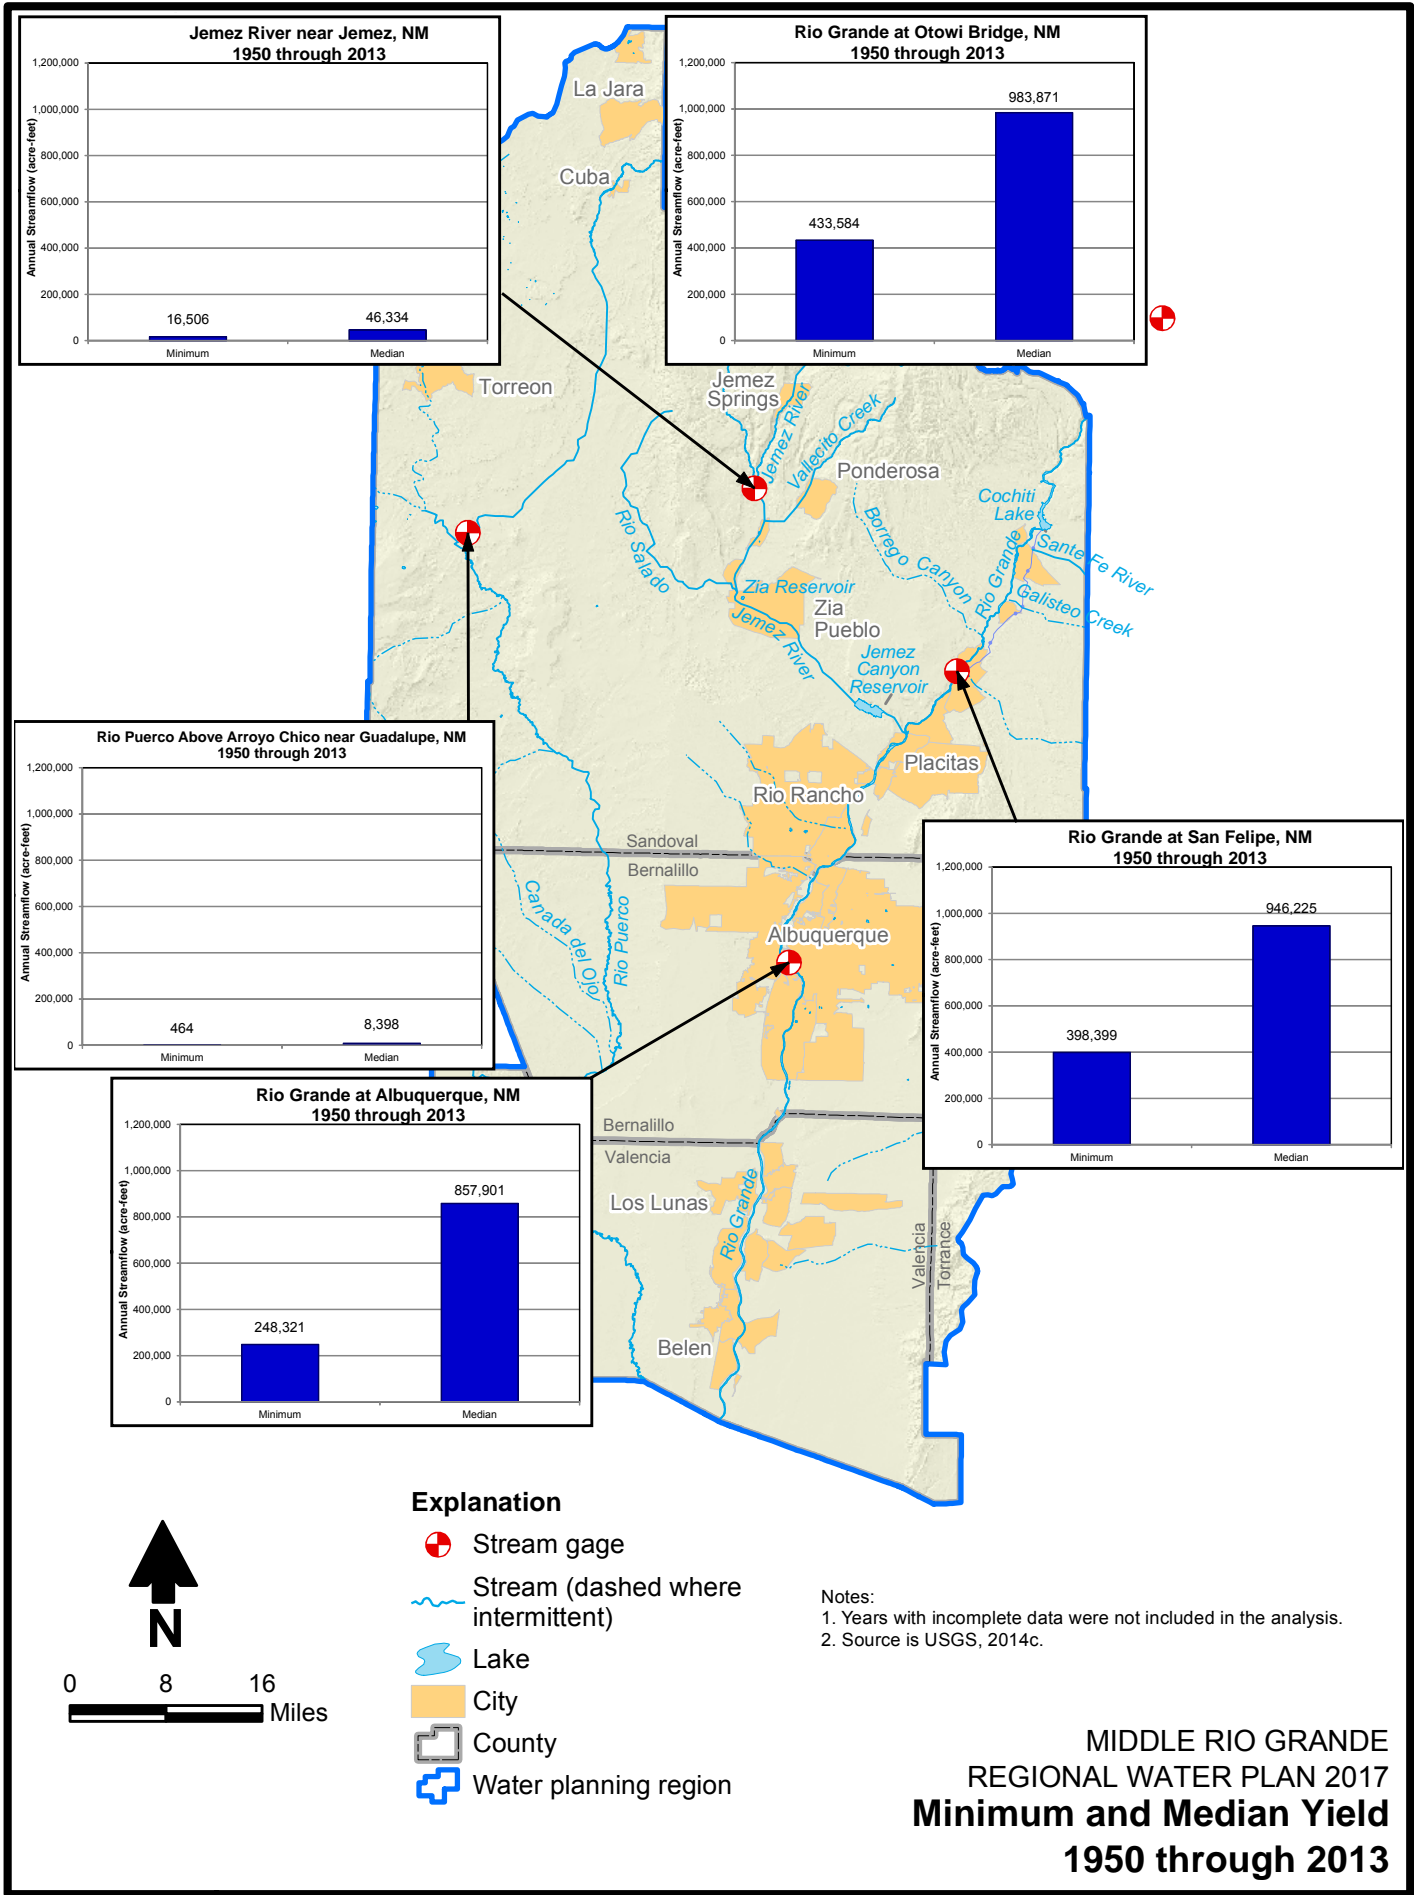 Jemez River near Jemez, NM
1950 through 2013
Annual Streamflow (acre-feet)
1,200,000
1,000,000
800,000
600,000
400,000
200,000
0
16,506
46,334
Minimum
Median
Rio Grande at Otowi Bridge, NM
1950 through 2013
Annual Streamflow (acre-feet)
1,200,000
1,000,000
800,000
600,000
400,000
200,000
0
433,584
983,871
Minimum
Median
La Jara
Cuba
Torreon
Jemez
Springs
Jemez River
Vallecito Creek
Ponderosa
Cochiti
Lake
Rio Salado
Borrego Canyon
Rio Grande
Sante Fe River
Galisteo Creek
Zia Reservoir
Zia
Pueblo
Jemez River
Jemez
Canyon
Reservoir
Placitas
Rio Rancho
Rio Puerco Above Arroyo Chico near Guadalupe, NM
1950 through 2013
Annual Streamflow (acre-feet)
1,200,000
1,000,000
800,000
600,000
400,000
200,000
0
464
8,398
Minimum
Median
Sandoval
Bernalillo
Canada del Ojo
Rio Puerco
Albuquerque
Rio Grande at San Felipe, NM
1950 through 2013
Annual Streamflow (acre-feet)
1,200,000
1,000,000
800,000
600,000
400,000
200,000
0
398,399
946,225
Minimum
Median
Rio Grande at Albuquerque, NM
1950 through 2013
Annual Streamflow (acre-feet)
1,200,000
1,000,000
800,000
600,000
400,000
200,000
0
248,321
857,901
Minimum
Median
Bernalillo
Valencia
Los Lunas
Rio Grande
Valencia
Torrance
Belen
Explanation
Stream gage
Stream (dashed where
intermittent)
Lake
City
County
Water planning region
N
0 8 16
Miles
Notes:
1. Years with incomplete data were not included in the analysis.
2. Source is USGS, 2014c.
MIDDLE RIO GRANDE
REGIONAL WATER PLAN 2017
Minimum and Median Yield
1950 through 2013